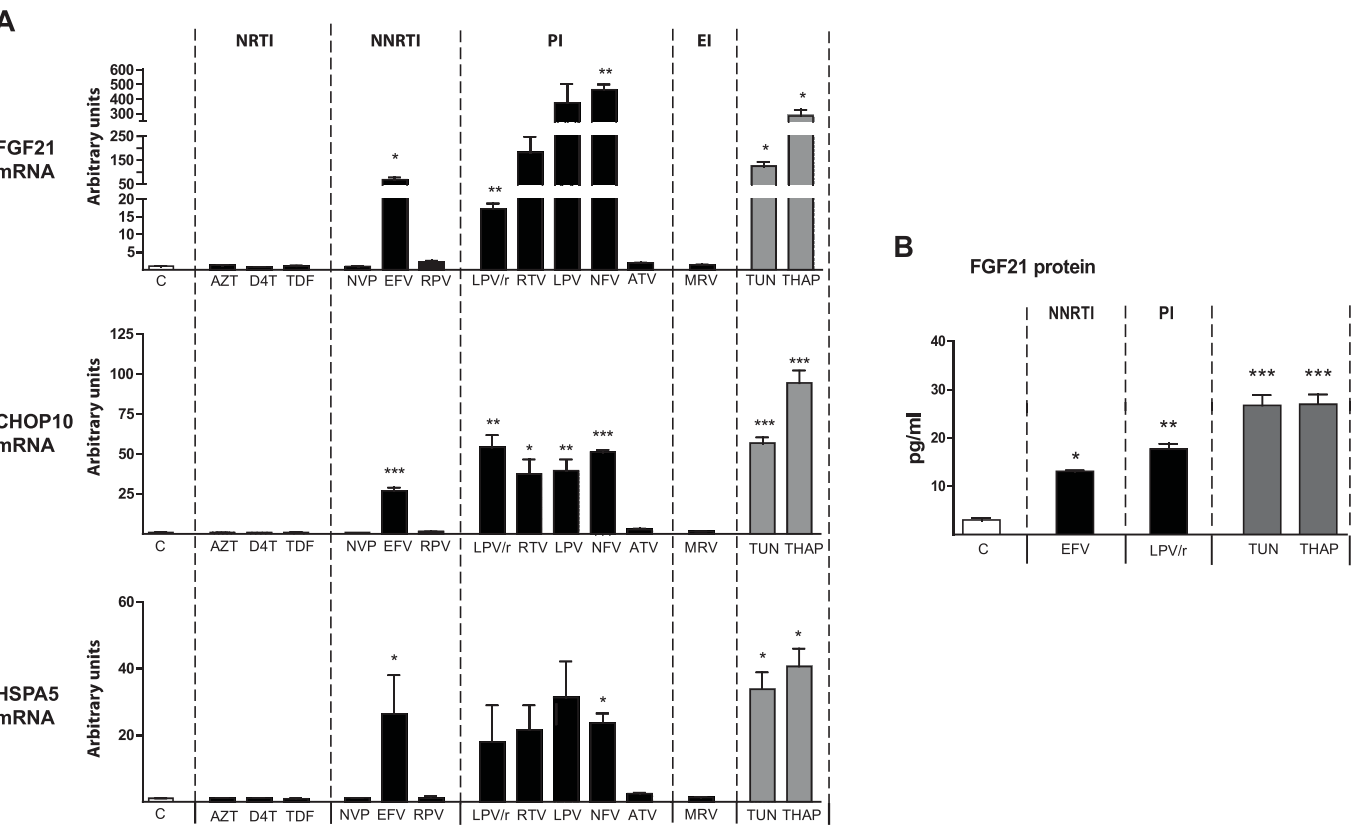 A
NRTI NNRTI PI EI
FGF21
mRNA
Arbitrary units
600
500
400
300
250
150
50
20
15
10
5
* ** ** * *
C AZT D4T TDF NVP EFV RPV LPV/r RTV LPV NFV ATV MRV TUN THAP
CHOP10
mRNA
Arbitrary units
125
100
75
50
25
*** ** * ** *** *** ***
C AZT D4T TDF NVP EFV RPV LPV/r RTV LPV NFV ATV MRV TUN THAP
HSPA5
mRNA
Arbitrary units
60
40
20
* * * *
C AZT D4T TDF NVP EFV RPV LPV/r RTV LPV NFV ATV MRV TUN THAP
B
FGF21 protein
NNRTI PI
pg/ml
40
30
20
10
* ** *** ***
C EFV LPV/r TUN THAP